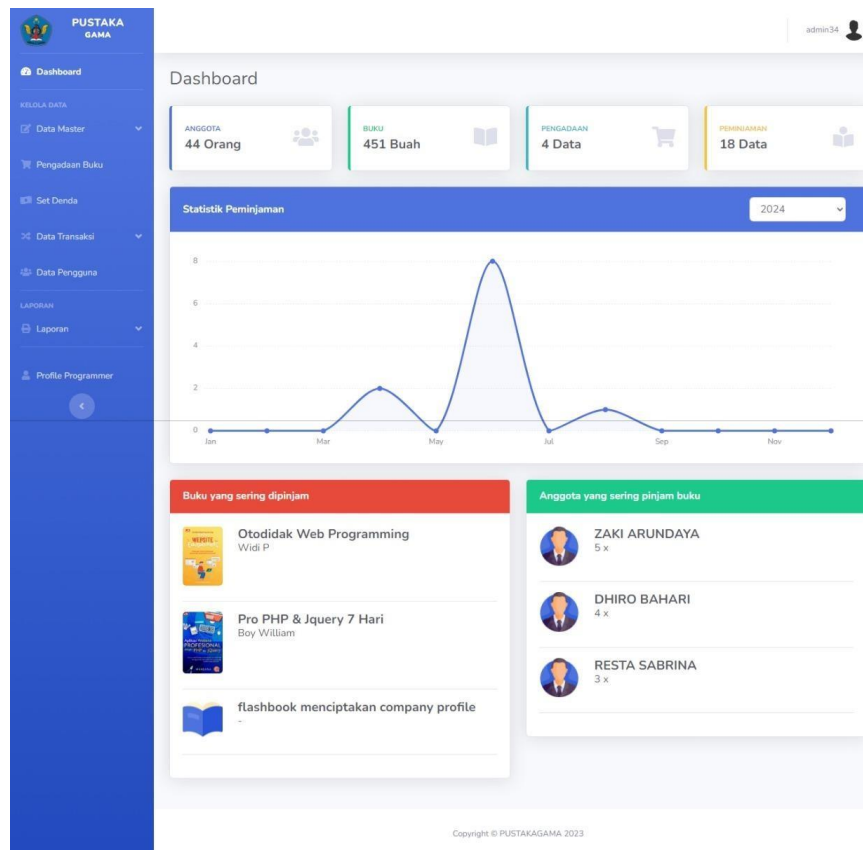 PUSTAKA
GAMA
admin34
Dashboard
KELOLA DATA
Data Master
Pengadaan Buku
Set Denda
Data Transaksi
Data Pengguna
LAPORAN
Laporan
Profile Programmer
Dashboard
ANGGOTA
44 Orang
BUKU
451 Buah
PENGADAAN
4 Data
PEMINJAMAN
18 Data
Statistik Peminjaman
2024
8
6
4
2
0
Jan Mar May Jul Sep Nov
Buku yang sering dipinjam
Otodidak Web Programming
Widi P
WEBSITE
Pro PHP & Jquery 7 Hari
Boy William
PROFESIONAL
flashbook menciptakan company profile
-
Anggota yang sering pinjam buku
ZAKI ARUNDAYA
5 x
DHIRO BAHARI
4 x
RESTA SABRINA
3 x
Copyright © PUSTAKAGAMA 2023